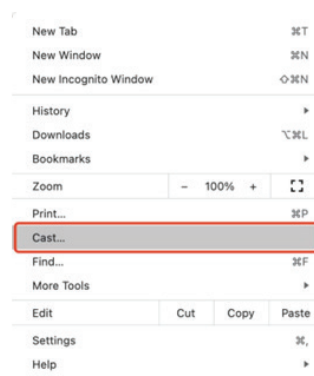 New Tab ⌘T
New Window ⌘N
New Incognito Window ⇧⌘N
History ▸
Downloads ⌥⌘L
Bookmarks ▸
Zoom − 100% +
Print... ⌘P
Cast...
Find... ⌘F
More Tools ▸
Edit Cut Copy Paste
Settings ⌘,
Help ▸